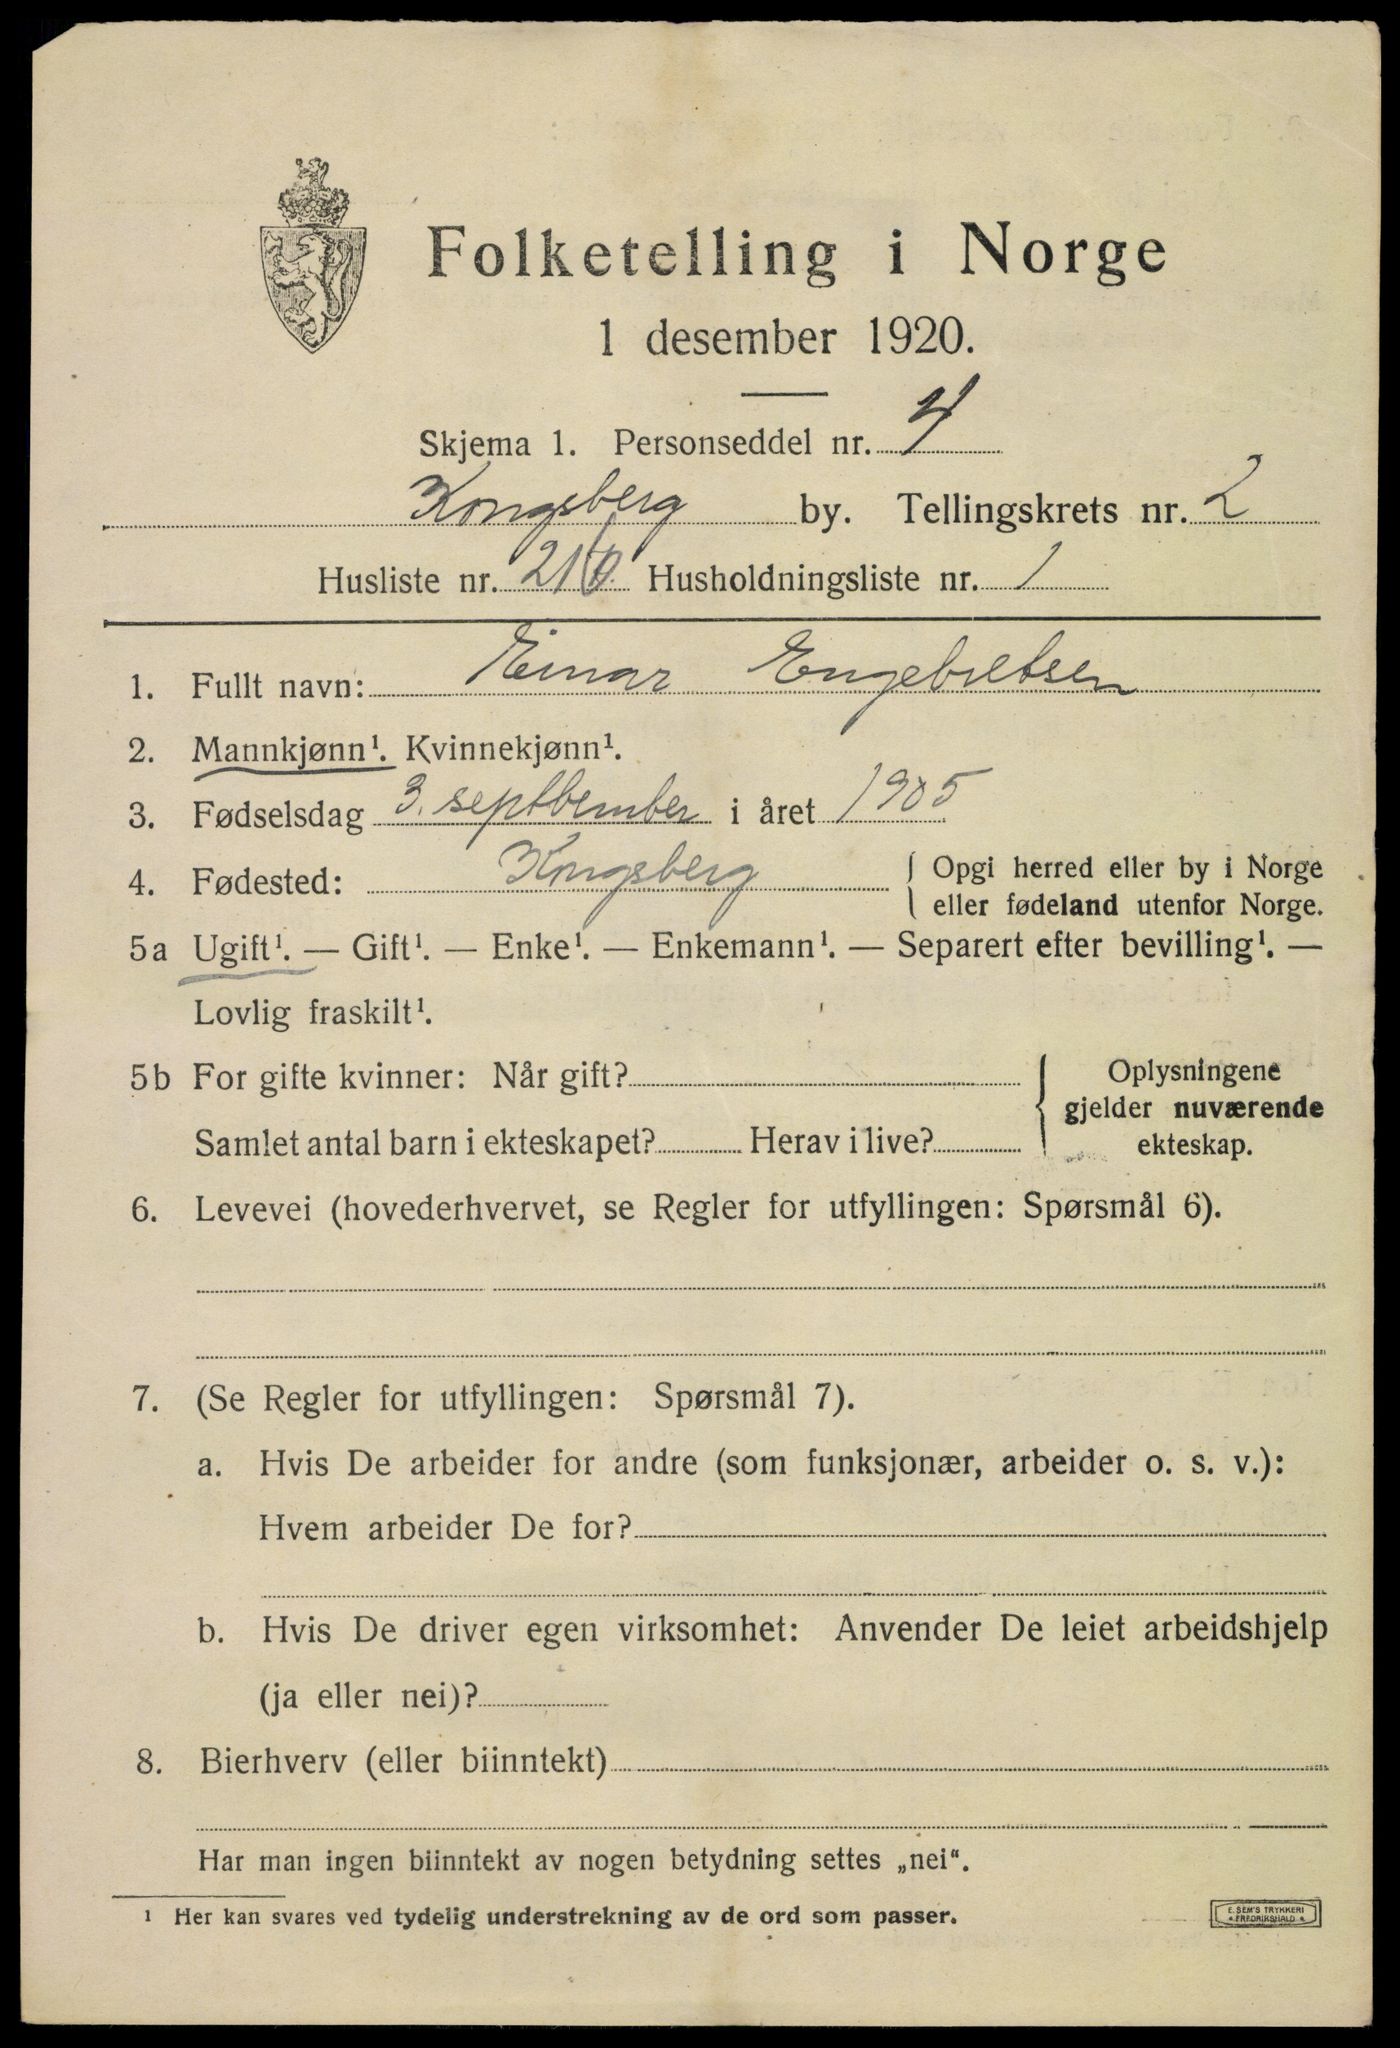 Folketelling i Norge
1 desember 1920.
Skjema 1. Personseddel nr. 4
Kongsberg by. Tellingskrets nr. 2
Husliste nr. Husholdningsliste nr. 1
1. Fullt navn: Einar Engebretsen
2. Mannkjønn¹. Kvinnekjønn¹.
3. Fødselsdag 3. septbember i året 1905
4. Fødested: Kongsberg { Opgi herred eller by i Norge
eller fødeland utenfor Norge.
5a Ugift¹. — Gift¹. — Enke¹. — Enkemann¹. — Separert efter bevilling¹. —
Lovlig fraskilt¹.
5b For gifte kvinner: Når gift? { Oplysningene
gjelder nuværende
Samlet antal barn i ekteskapet? Herav i live? ekteskap.
6. Levevei (hovederhvervet, se Regler for utfyllingen: Spørsmål 6).
7. (Se Regler for utfyllingen: Spørsmål 7).
a. Hvis De arbeider for andre (som funksjonær, arbeider o. s. v.):
Hvem arbeider De for?
b. Hvis De driver egen virksomhet: Anvender De leiet arbeidshjelp
(ja eller nei)?
8. Bierhverv (eller biinntekt)
Har man ingen biinntekt av nogen betydning settes „nei“.
¹ Her kan svares ved tydelig understrekning av de ord som passer.
E. SEM'S TRYKKERI
FREDRIKSHALD